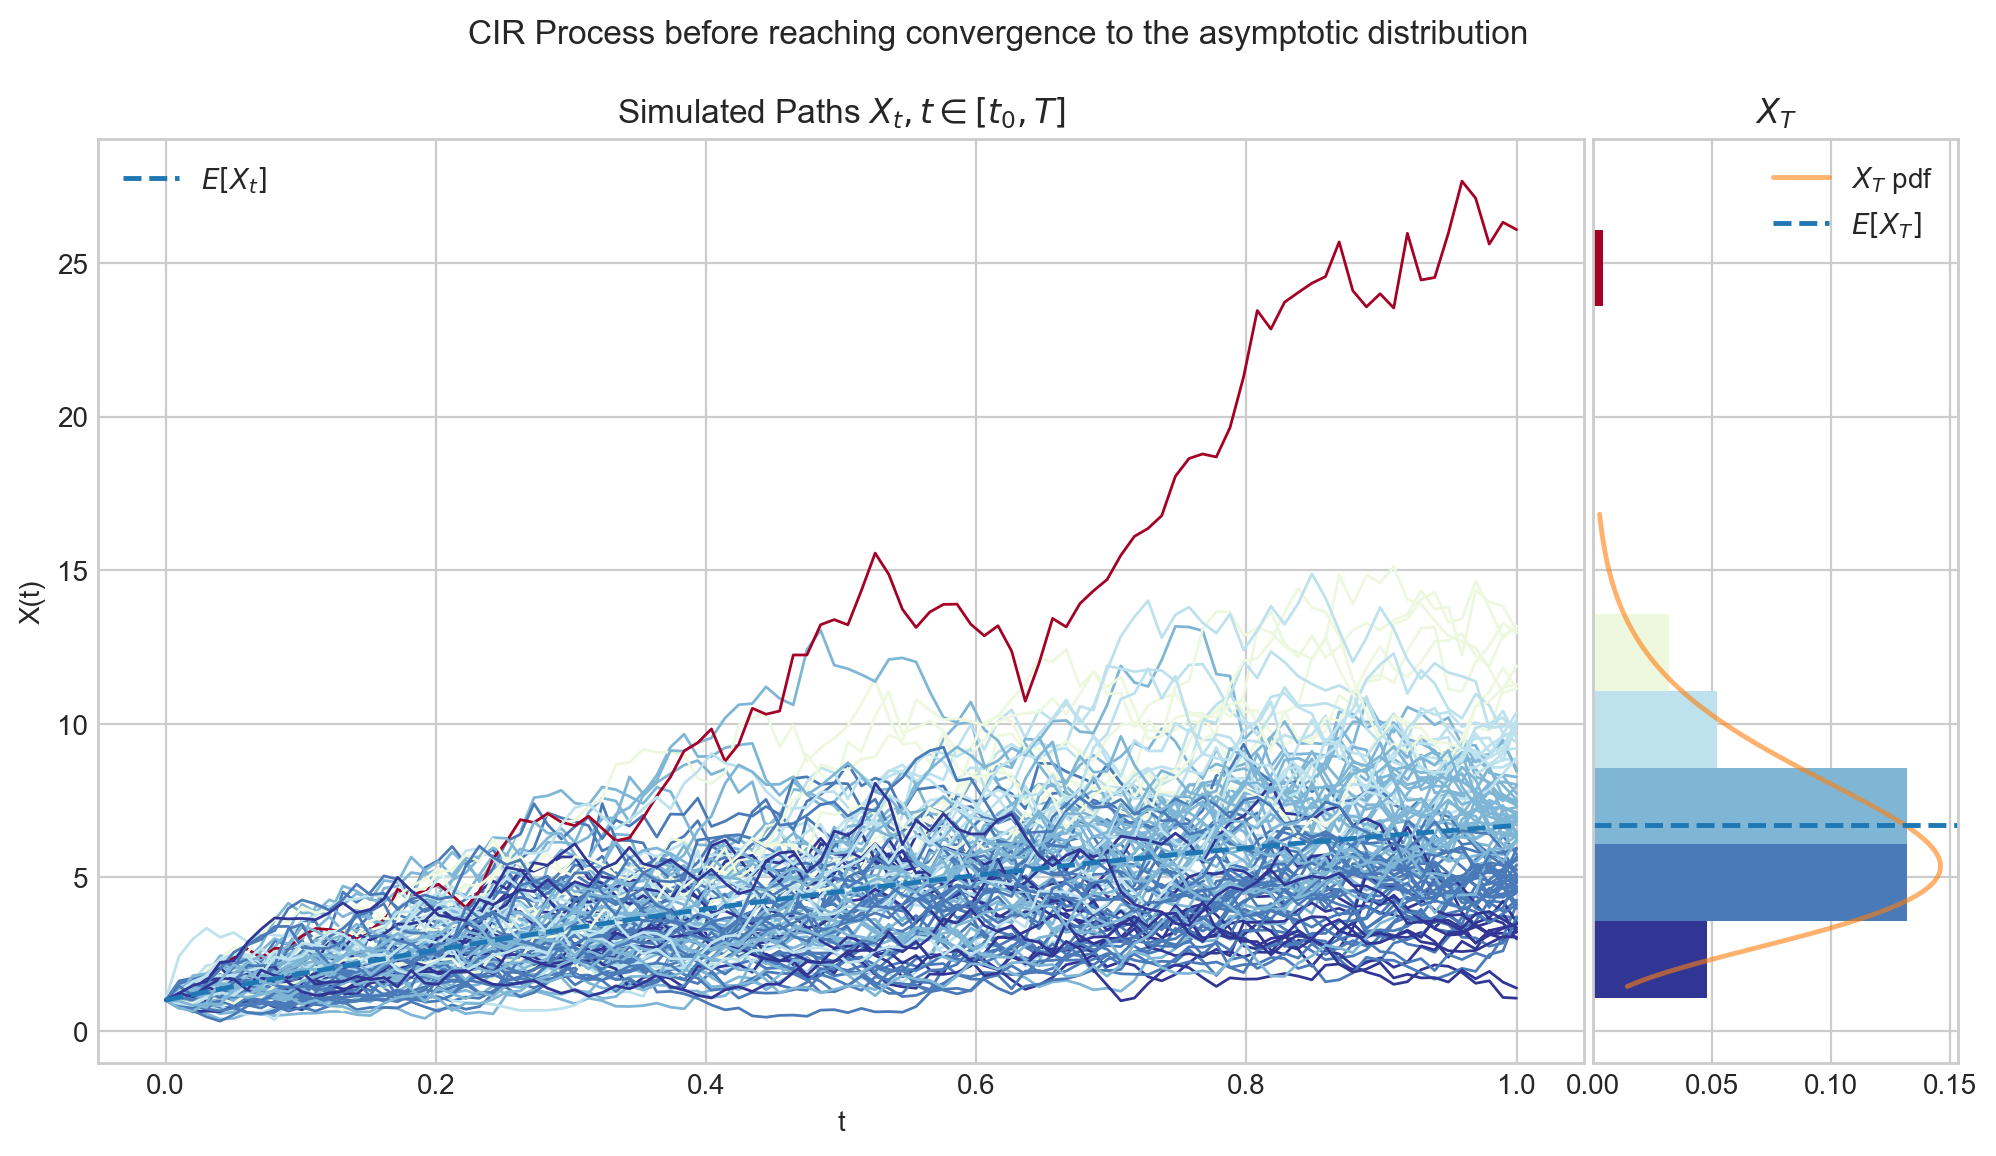 CIR Process before reaching convergence to the asymptotic distribution
Simulated Paths $X_t, t \in [t_0, T]$
$X_T$
$E[X_t]$
$X_T$ pdf
$E[X_T]$
25
20
15
10
5
0
X(t)
0.0 0.2 0.4 0.6 0.8 1.0
0.00 0.05 0.10 0.15
t